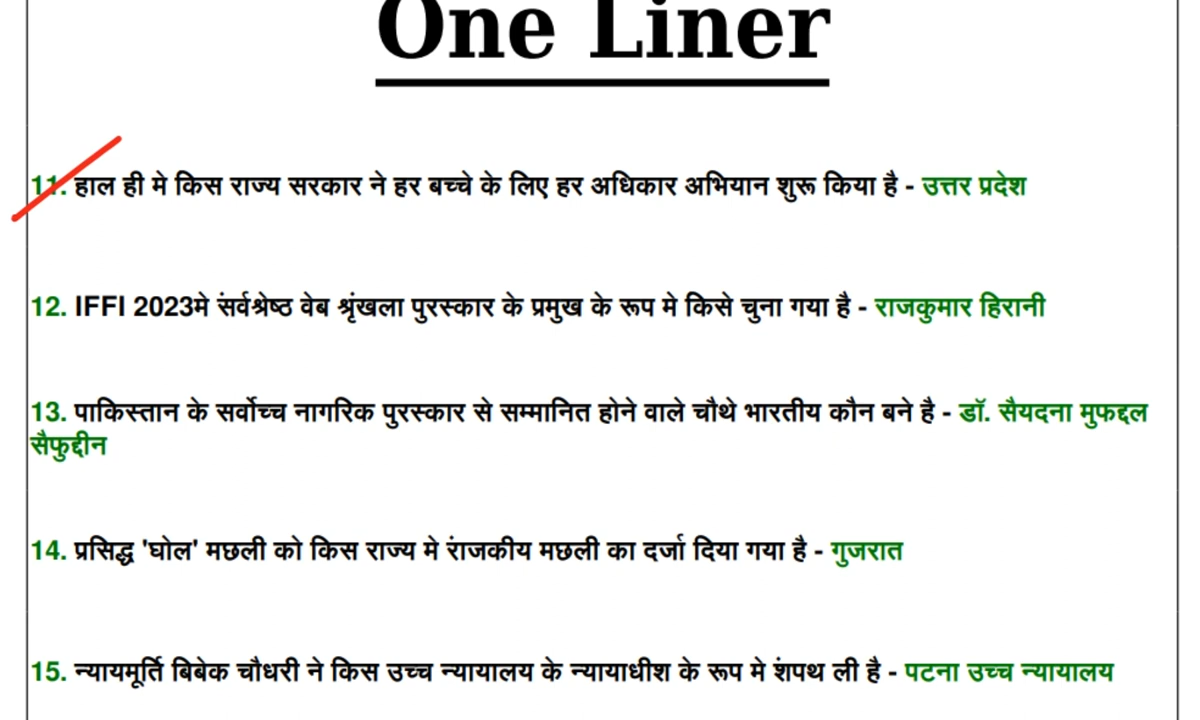 One Liner
11. हाल ही मे किस राज्य सरकार ने हर बच्चे के लिए हर अधिकार अभियान शुरू किया है - उत्तर प्रदेश
12. IFFI 2023मे संर्वश्रेष्ठ वेब श्रृंखला पुरस्कार के प्रमुख के रूप मे किसे चुना गया है - राजकुमार हिरानी
13. पाकिस्तान के सर्वोच्च नागरिक पुरस्कार से सम्मानित होने वाले चौथे भारतीय कौन बने है - डॉ. सैयदना मुफद्दल
सैफुद्दीन
14. प्रसिद्ध 'घोल' मछली को किस राज्य मे रांजकीय मछली का दर्जा दिया गया है - गुजरात
15. न्यायमूर्ति बिबेक चौधरी ने किस उच्च न्यायालय के न्यायाधीश के रूप मे शंपथ ली है - पटना उच्च न्यायालय